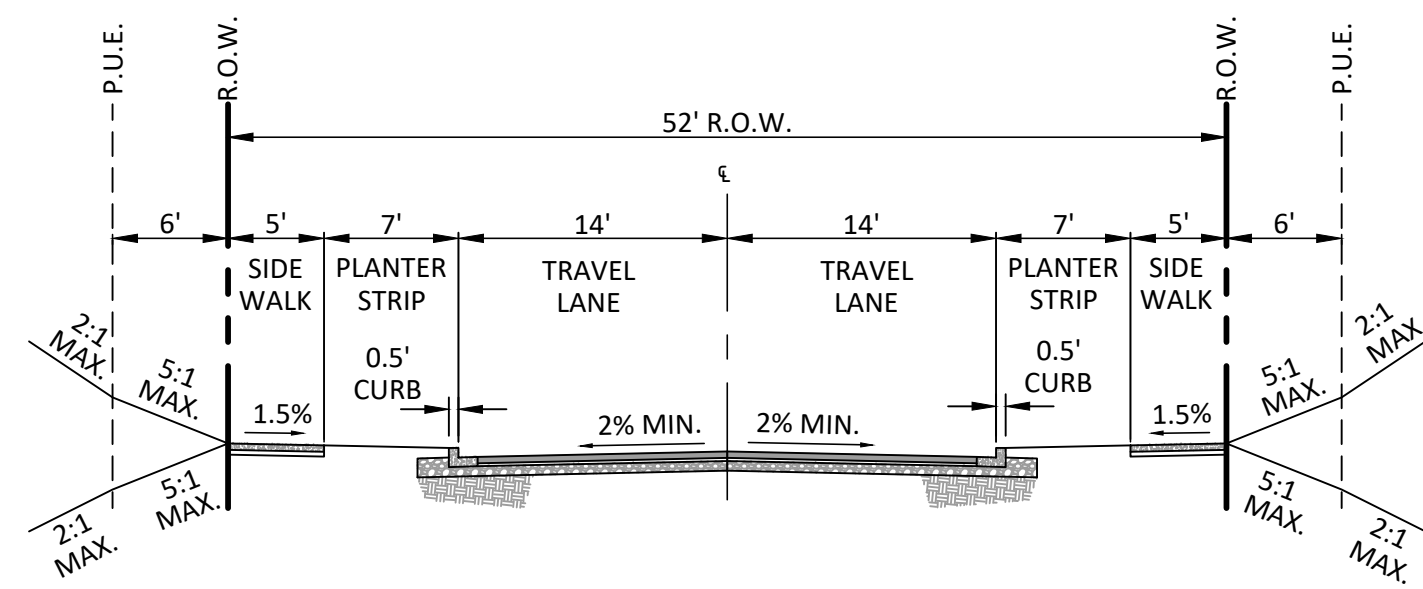 P.U.E.
R.O.W.
R.O.W.
P.U.E.
52' R.O.W.
℄
6'
5'
7'
14'
14'
7'
5'
6'
SIDE
WALK
PLANTER
STRIP
TRAVEL
LANE
TRAVEL
LANE
PLANTER
STRIP
SIDE
WALK
0.5'
CURB
0.5'
CURB
2:1
MAX.
5:1
MAX.
1.5%
2% MIN.
2% MIN.
1.5%
5:1
MAX.
2:1
MAX
5:1
MAX.
2:1
MAX.
5:1
MAX.
2:1
MAX.